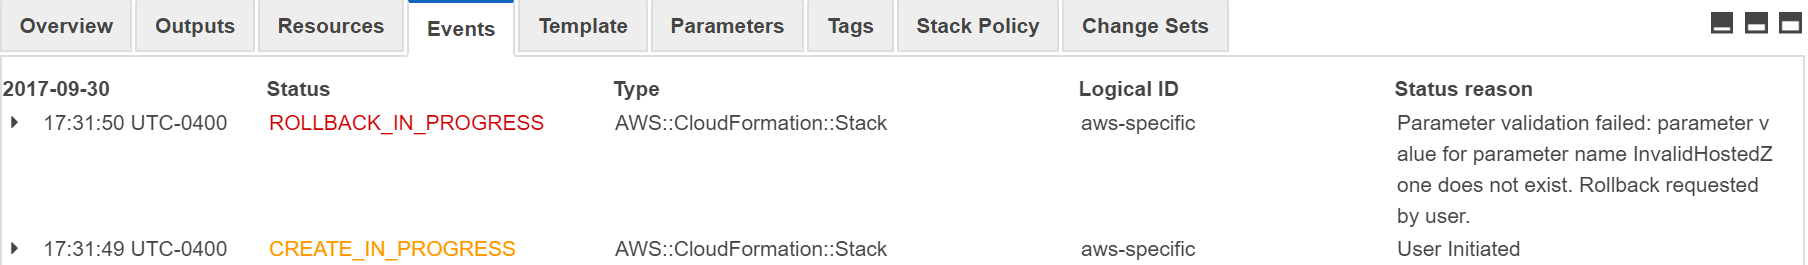 Overview Outputs Resources Events Template Parameters Tags Stack Policy Change Sets
2017-09-30 Status Type Logical ID Status reason
17:31:50 UTC-0400 ROLLBACK_IN_PROGRESS AWS::CloudFormation::Stack aws-specific Parameter validation failed: parameter v
alue for parameter name InvalidHostedZ
one does not exist. Rollback requested
by user.
17:31:49 UTC-0400 CREATE_IN_PROGRESS AWS::CloudFormation::Stack aws-specific User Initiated